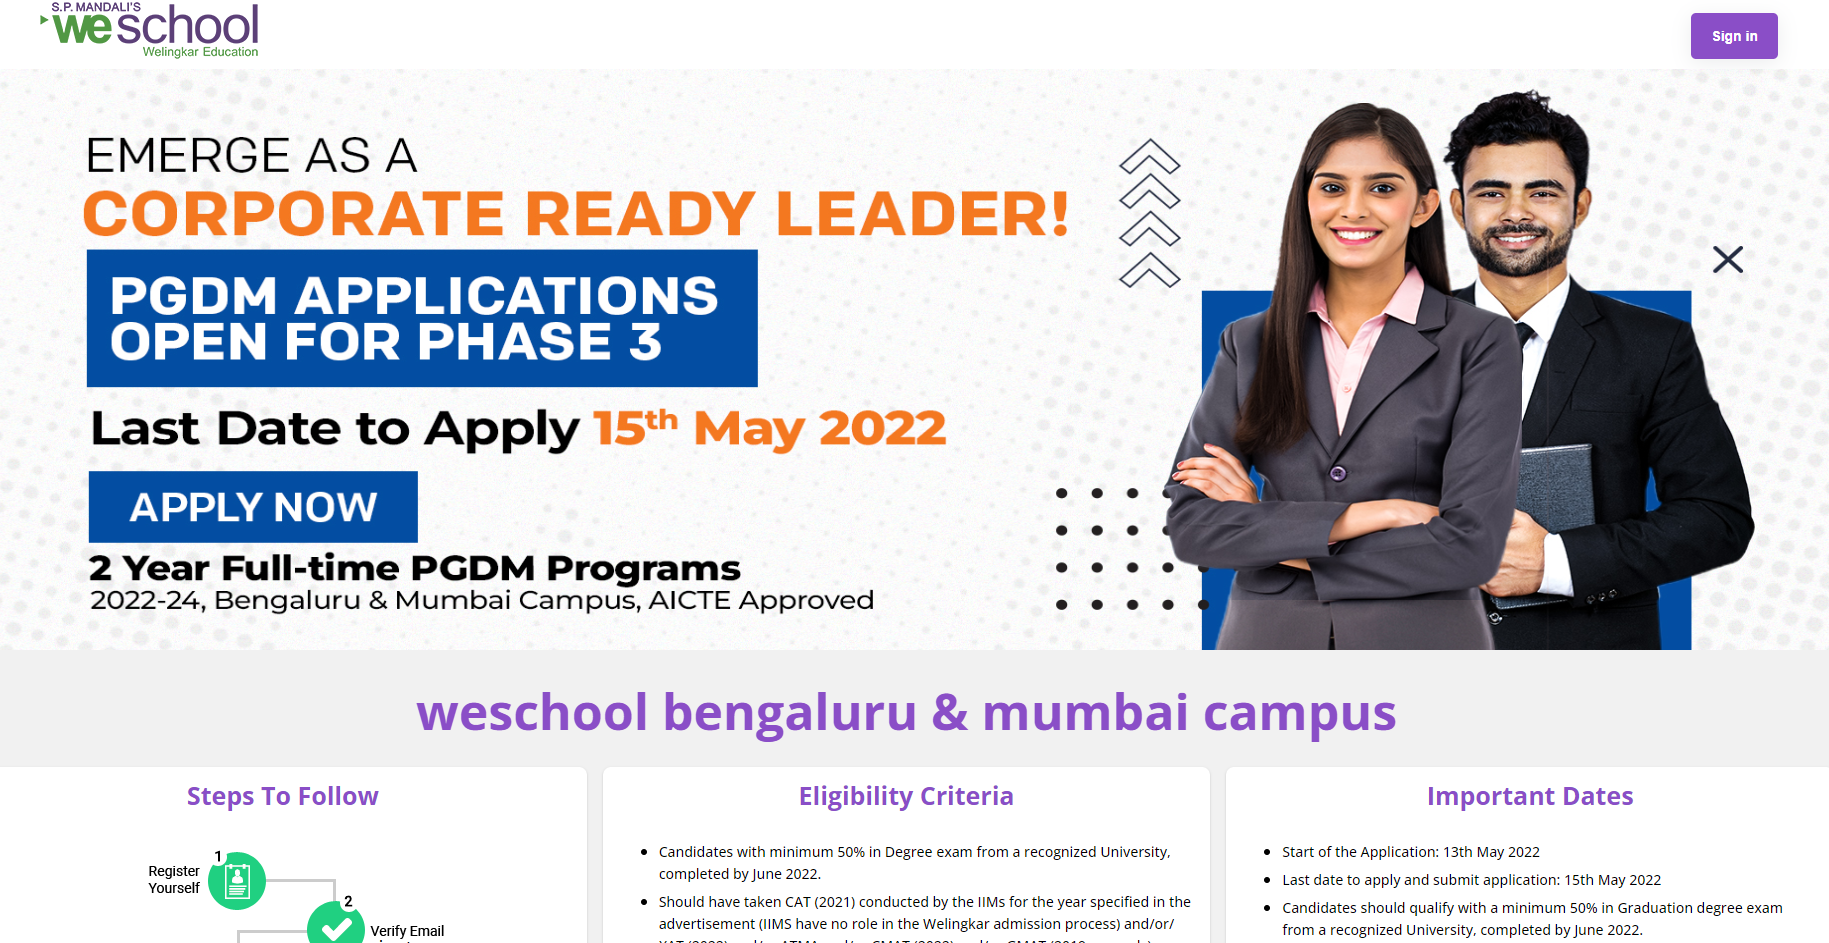 S.P. MANDALI'S
we school
Welingkar Education
Sign in
EMERGE AS A
CORPORATE READY LEADER!
PGDM APPLICATIONS
OPEN FOR PHASE 3
Last Date to Apply 15th May 2022
APPLY NOW
2 Year Full-time PGDM Programs
2022-24, Bengaluru & Mumbai Campus, AICTE Approved
weschool bengaluru & mumbai campus
Steps To Follow
1
Register
Yourself
2
Verify Email
Eligibility Criteria
Candidates with minimum 50% in Degree exam from a recognized University,
completed by June 2022.
Should have taken CAT (2021) conducted by the IIMs for the year specified in the
advertisement (IIMS have no role in the Welingkar admission process) and/or/
Important Dates
Start of the Application: 13th May 2022
Last date to apply and submit application: 15th May 2022
Candidates should qualify with a minimum 50% in Graduation degree exam
from a recognized University, completed by June 2022.